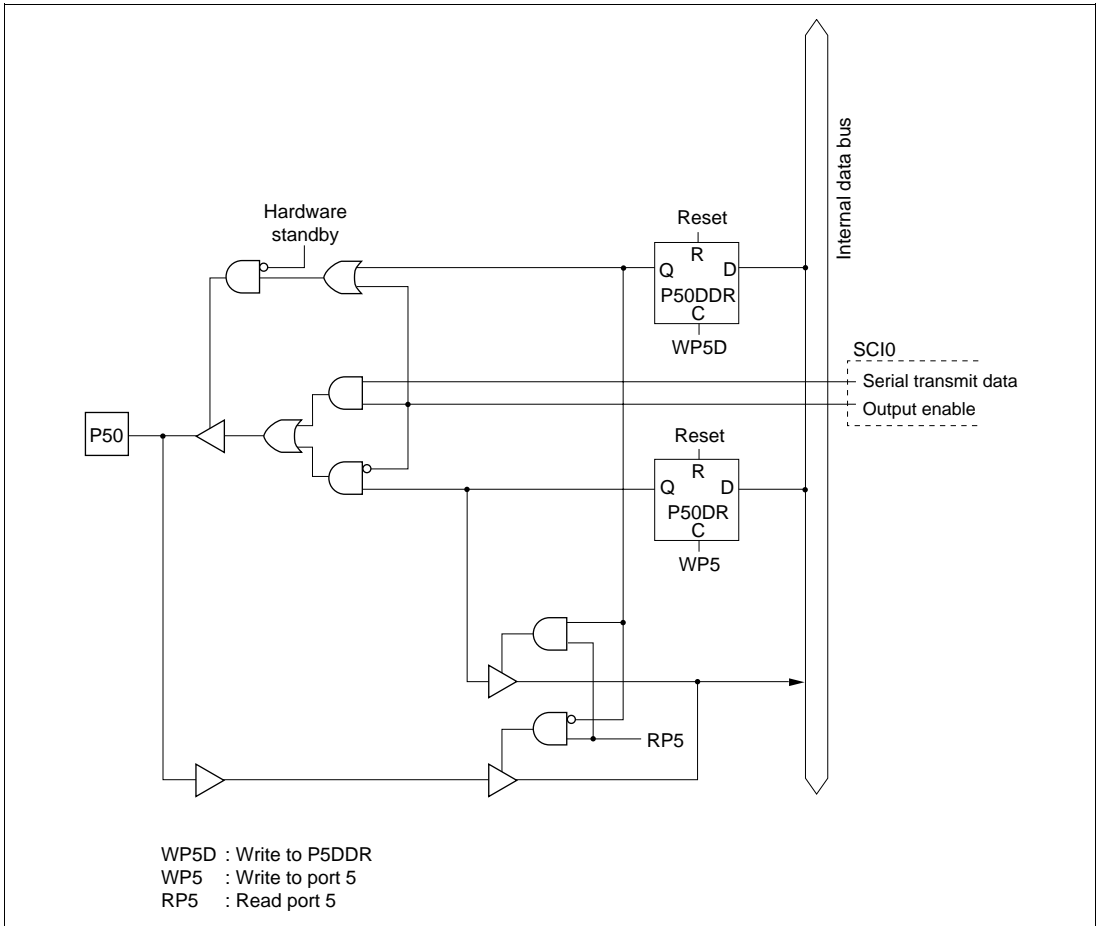 Internal data bus
Hardware
standby
Reset
R
Q D
P50DDR
C
WP5D
SCI0
Serial transmit data
Output enable
P50
Reset
R
Q D
P50DR
C
WP5
RP5
WP5D : Write to P5DDR
WP5 : Write to port 5
RP5 : Read port 5